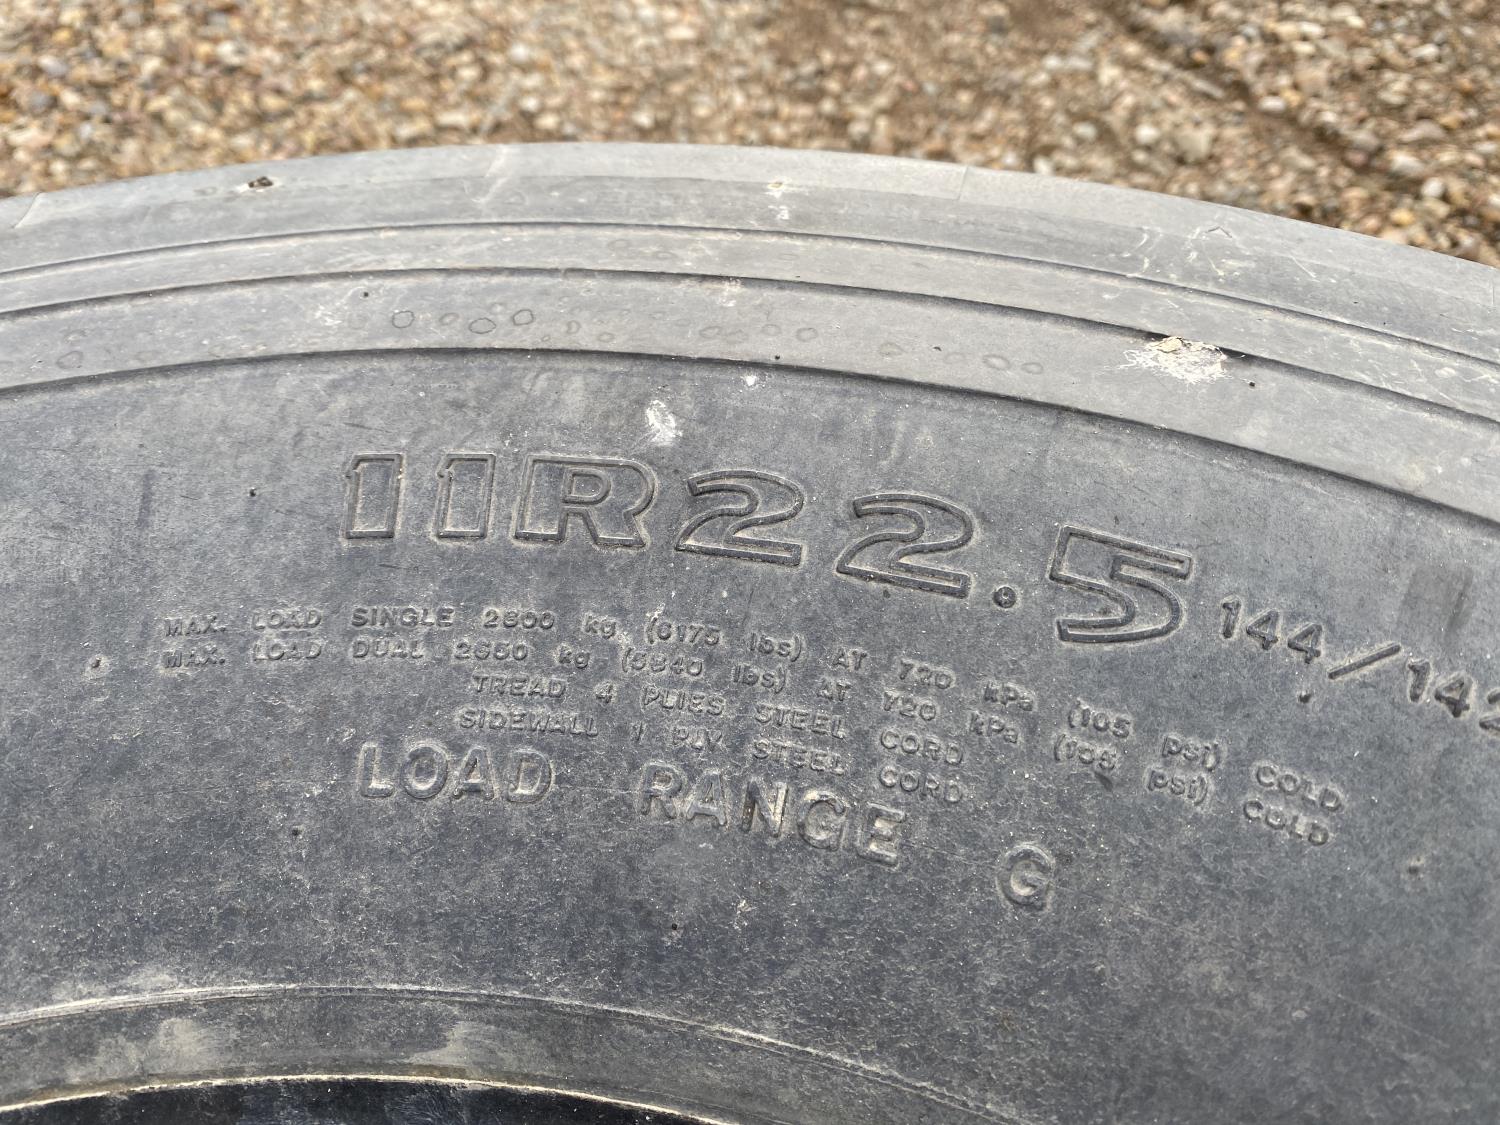 11R22.5 144/142
MAX. LOAD SINGLE 2800 kg (6175 lbs) AT 720 kPa (105 psi) COLD
MAX. LOAD DUAL 2650 kg (5840 lbs) AT 720 kPa (105 psi) COLD
TREAD 4 PLIES STEEL CORD
SIDEWALL 1 PLY STEEL CORD
LOAD RANGE G